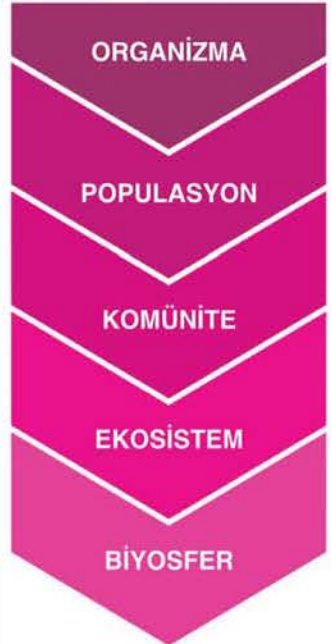 ORGANİZMA
POPULASYON
KOMÜNİTE
EKOSİSTEM
BİYOSFER